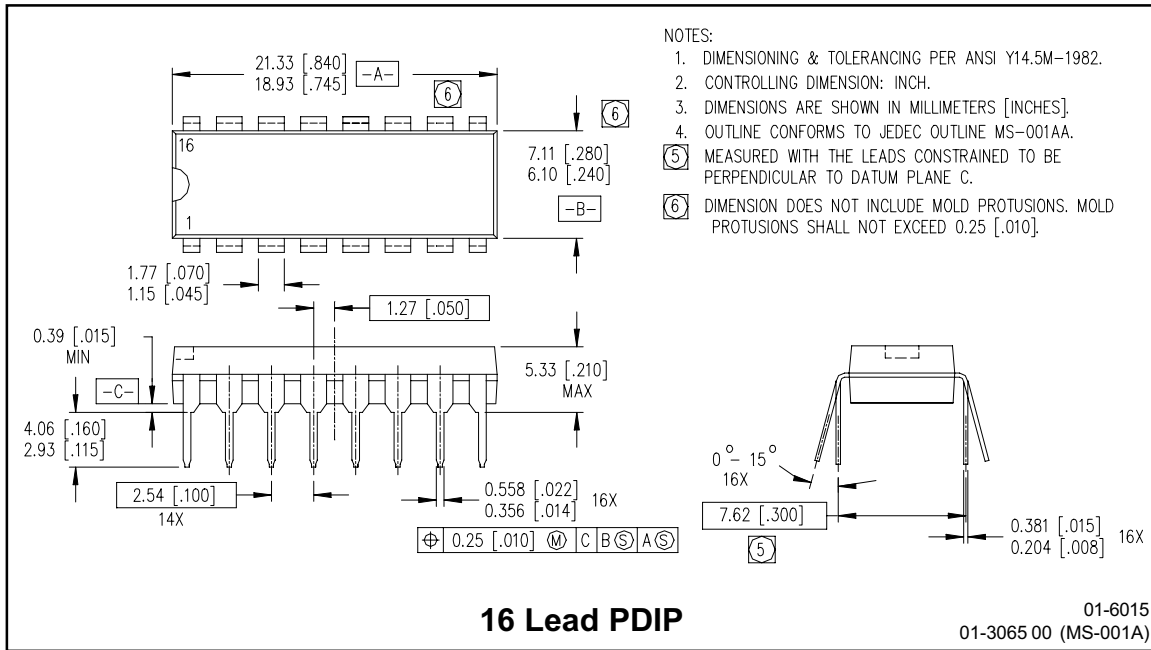 21.33 [.840]
18.93 [.745]
-A-
6
6
16
1
7.11 [.280]
6.10 [.240]
-B-
NOTES:
1. DIMENSIONING & TOLERANCING PER ANSI Y14.5M-1982.
2. CONTROLLING DIMENSION: INCH.
3. DIMENSIONS ARE SHOWN IN MILLIMETERS [INCHES].
4. OUTLINE CONFORMS TO JEDEC OUTLINE MS-001AA.
5 MEASURED WITH THE LEADS CONSTRAINED TO BE
PERPENDICULAR TO DATUM PLANE C.
6 DIMENSION DOES NOT INCLUDE MOLD PROTUSIONS. MOLD
PROTUSIONS SHALL NOT EXCEED 0.25 [.010].
1.77 [.070]
1.15 [.045]
1.27 [.050]
0.39 [.015]
MIN
-C-
5.33 [.210]
MAX
4.06 [.160]
2.93 [.115]
2.54 [.100]
14X
0.558 [.022]
0.356 [.014] 16X
⌖ 0.25 [.010] Ⓜ C B Ⓢ A Ⓢ
0° - 15°
16X
7.62 [.300]
5
0.381 [.015]
0.204 [.008] 16X
16 Lead PDIP
01-6015
01-3065 00 (MS-001A)